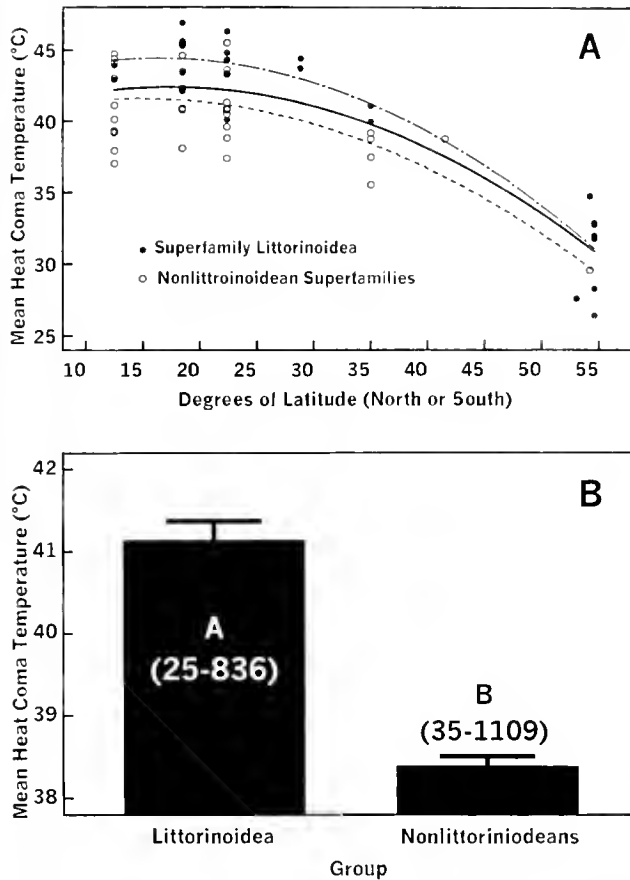 A
Mean Heat Coma Temperature (°C)
45
40
35
30
25
Superfamily Littorinoidea
Nonlittroinoidean Superfamilies
10 15 20 25 30 35 40 45 50 55
Degrees of Latitude (North or South)
B
Mean Heat Coma Temperature (°C)
42
41
40
39
38
A
(25-836)
B
(35-1109)
Littorinoidea Nonlittoriniodeans
Group